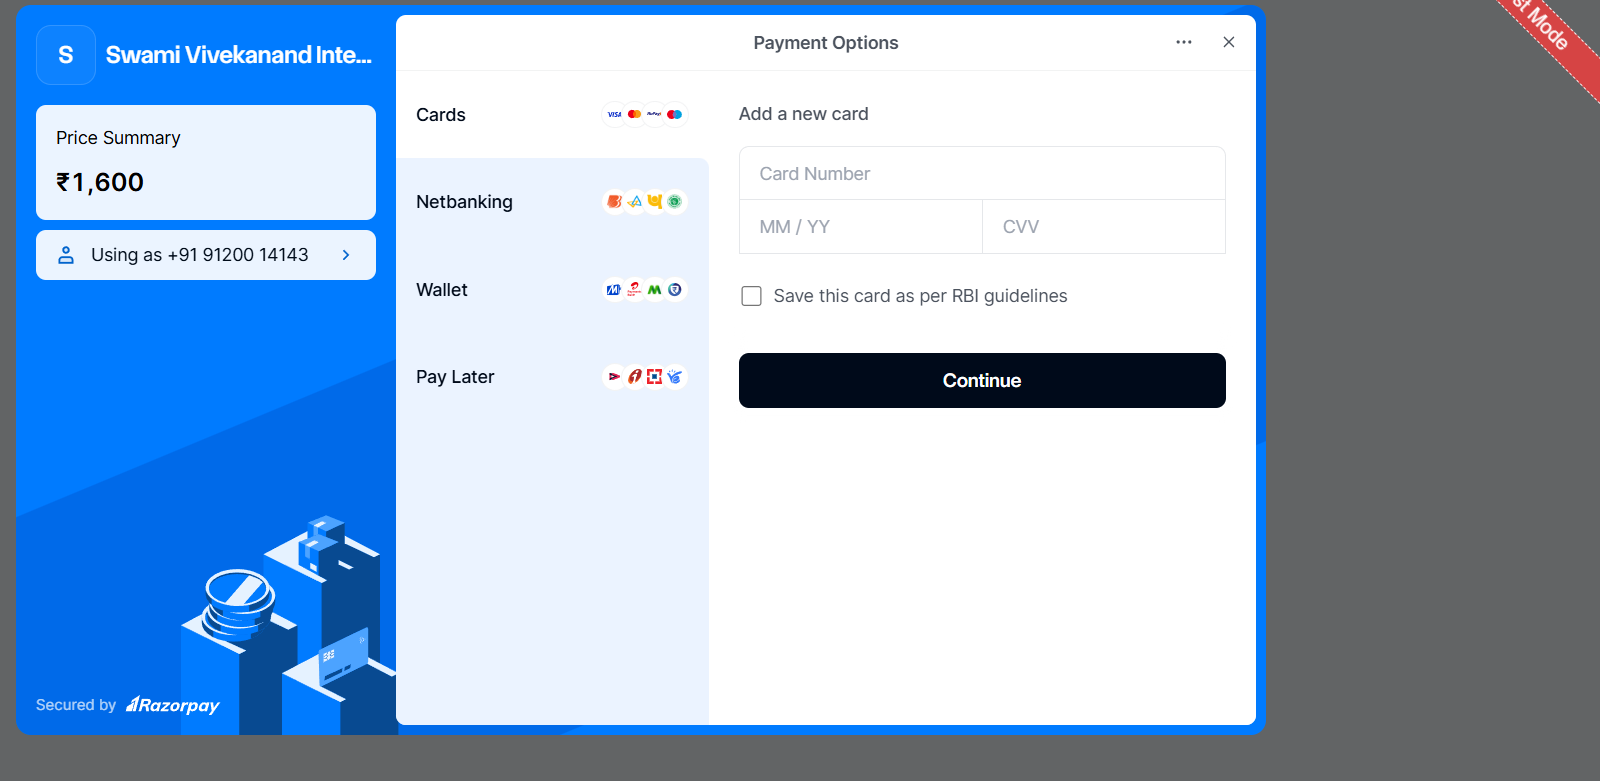 S
Swami Vivekanand Inte...
Price Summary
₹1,600
Using as +91 91200 14143
Secured by Razorpay
Payment Options
Cards
VISA
RuPay
Netbanking
Wallet
Pay Later
Add a new card
Card Number
MM / YY
CVV
Save this card as per RBI guidelines
Continue
st Mode